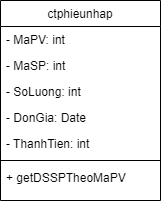 ctphieunhap
- MaPV: int
- MaSP: int
- SoLuong: int
- DonGia: Date
- ThanhTien: int
+ getDSSPTheoMaPV